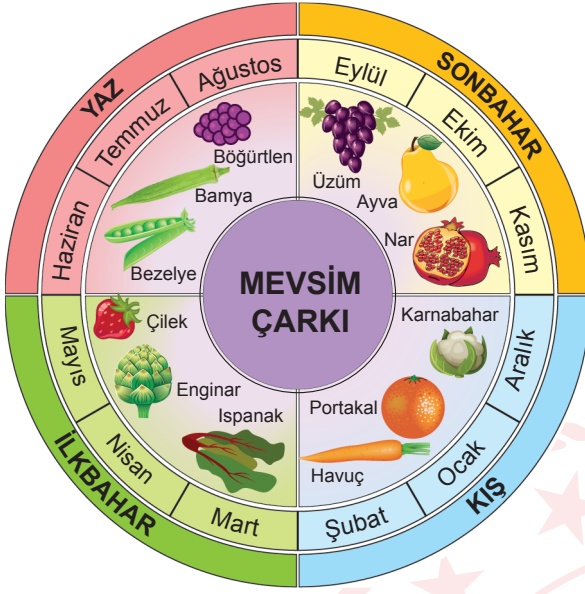 YAZ
Haziran
Temmuz
Ağustos
Böğürtlen
Bamya
Bezelye
SONBAHAR
Eylül
Ekim
Kasım
Üzüm
Ayva
Nar
MEVSİM
ÇARKI
İLKBAHAR
Mayıs
Nisan
Mart
Çilek
Enginar
Ispanak
KIŞ
Aralık
Ocak
Şubat
Karnabahar
Portakal
Havuç